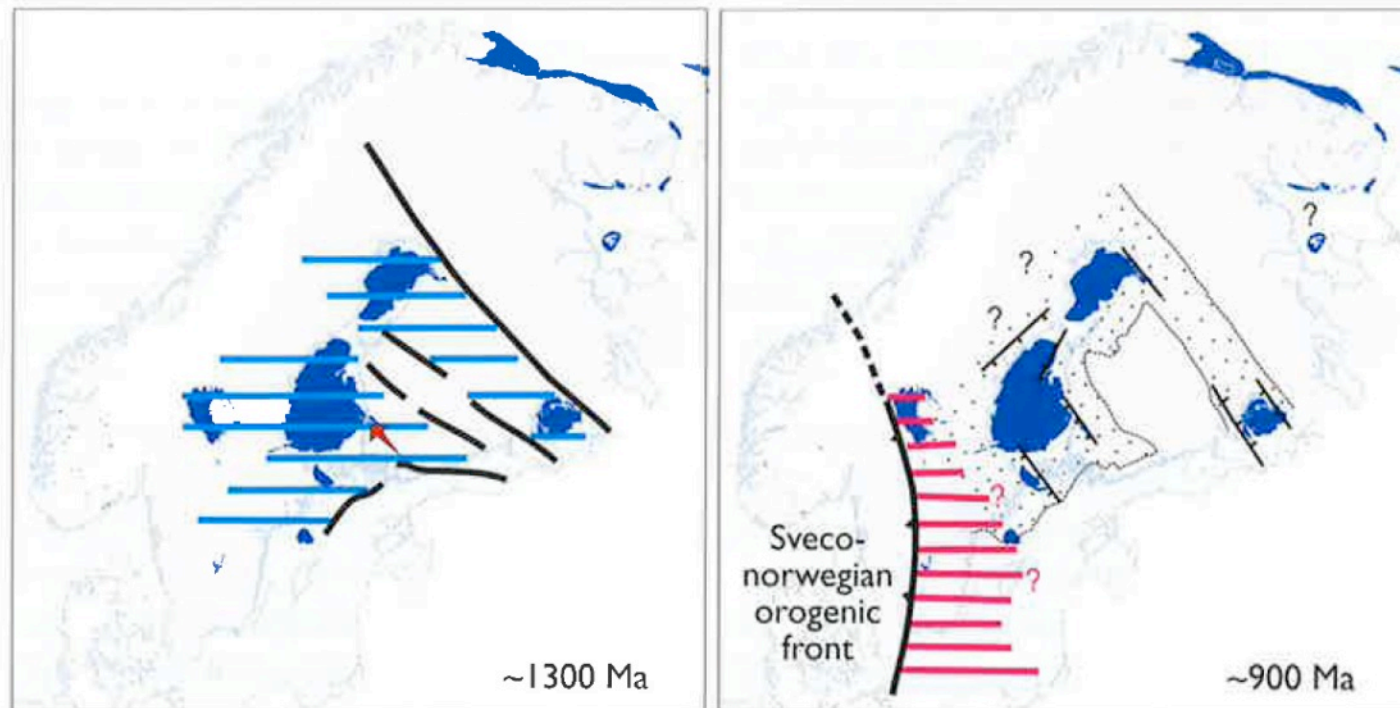 ~1300 Ma
?
?
?
?
?
Sveco-
norwegian
orogenic
front
~900 Ma